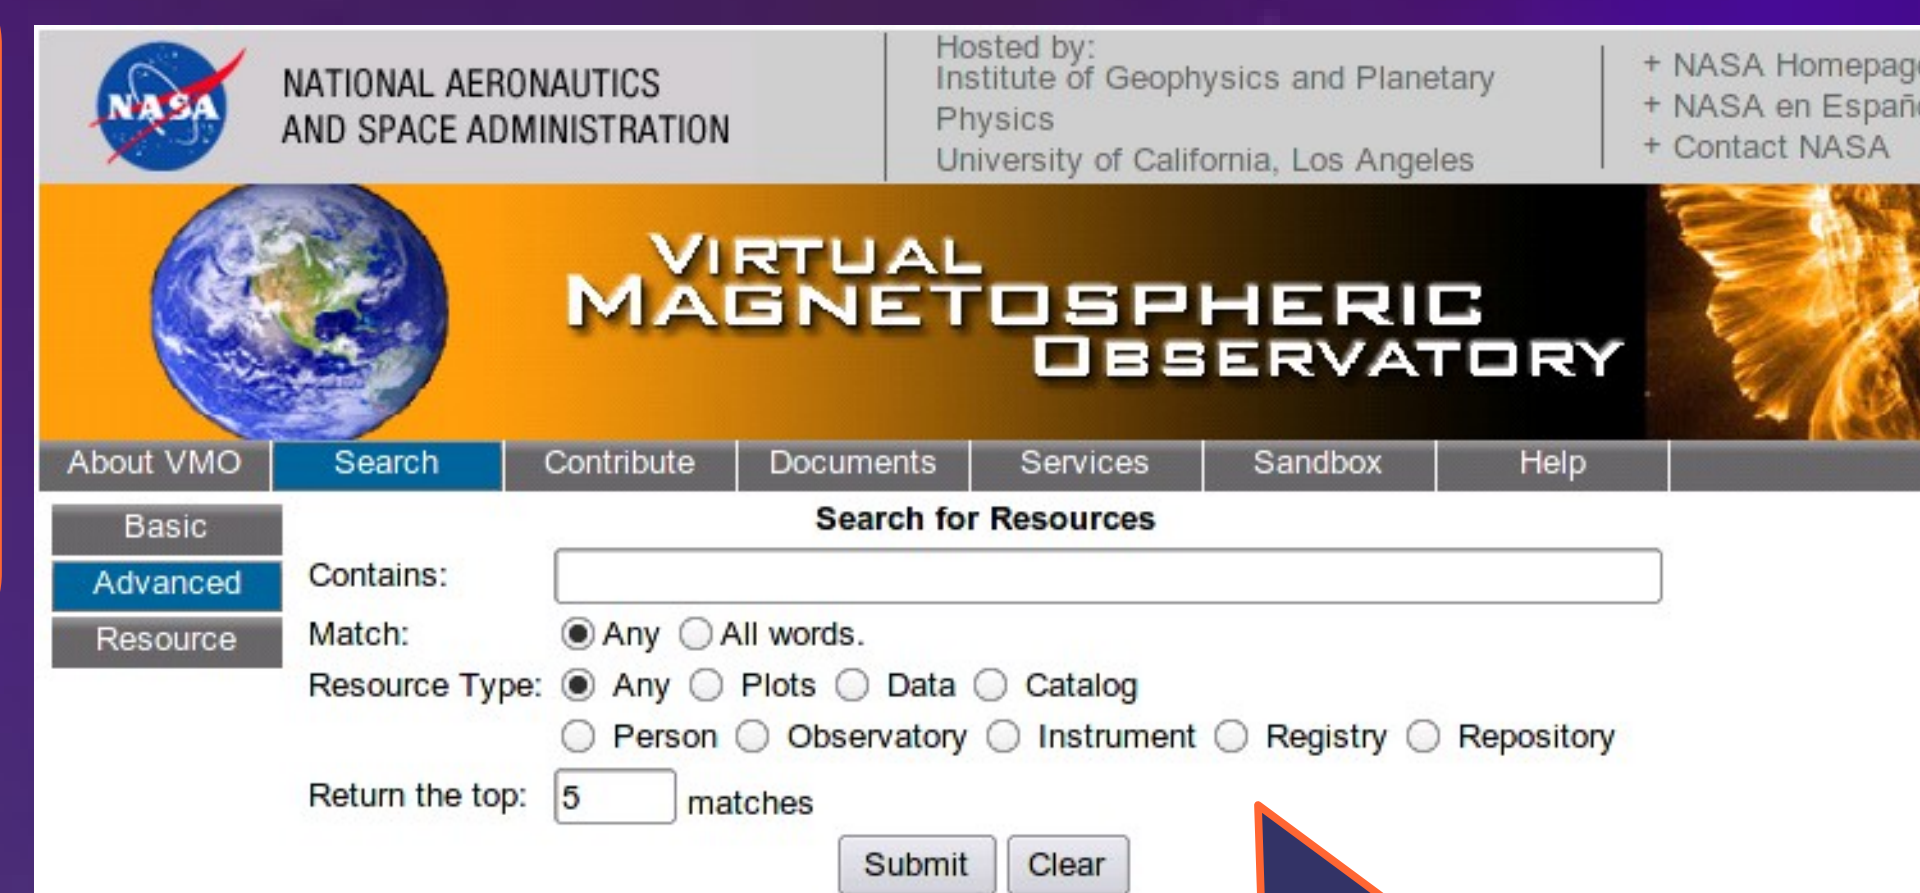 NASA
NATIONAL AERONAUTICS
AND SPACE ADMINISTRATION
Hosted by:
Institute of Geophysics and Planetary
Physics
University of California, Los Angeles
+ NASA Homepage
+ NASA en Españo
+ Contact NASA
VIRTUAL
MAGNETOSPHERIC
OBSERVATORY
About VMO Search Contribute Documents Services Sandbox Help
Basic
Advanced
Resource
Search for Resources
Contains:
Match: Any All words.
Resource Type: Any Plots Data Catalog
Person Observatory Instrument Registry Repository
Return the top: 5 matches
Submit Clear